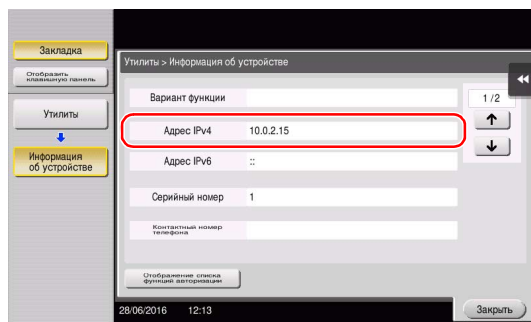 Закладка
Отобразить
клавишную панель
Утилиты
Информация
об устройстве
Утилиты > Информация об устройстве
1 /2
Вариант функции
Адрес IPv4 10.0.2.15
Адрес IPv6 ::
Серийный номер 1
Контактный номер
телефона
Отображение списка
функций авторизации
28/06/2016 12:13
Закрыть